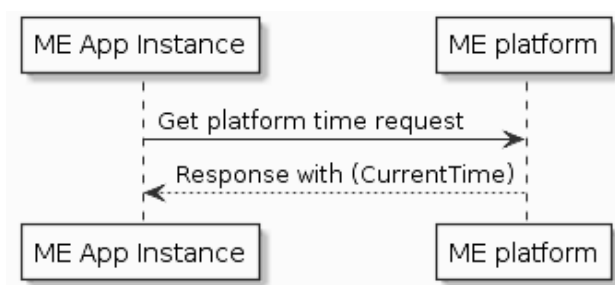 ME App Instance
ME platform
Get platform time request
Response with (CurrentTime)
ME App Instance
ME platform